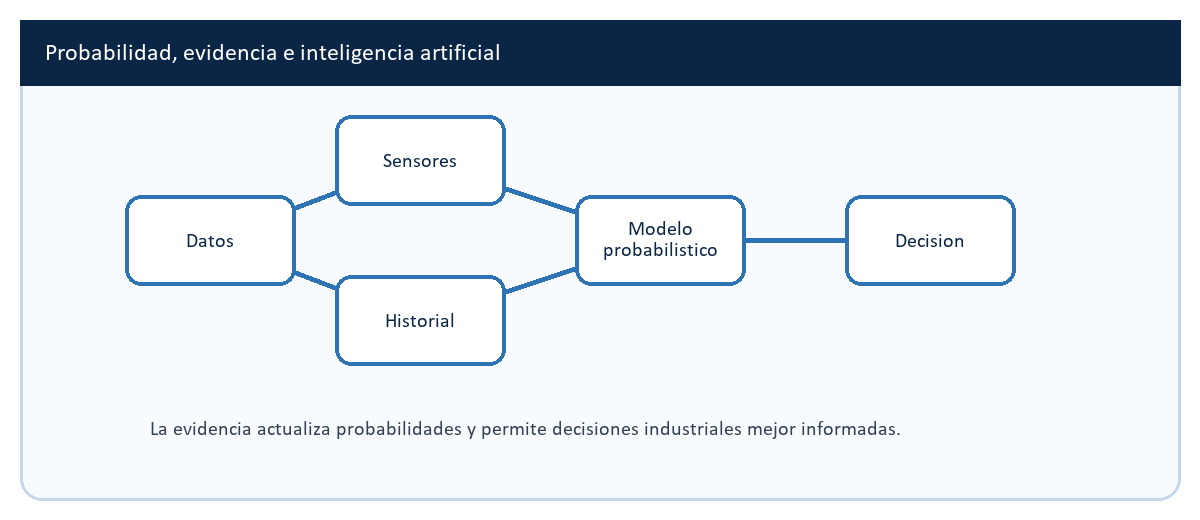 Probabilidad, evidencia e inteligencia artificial
Sensores
Datos
Modelo
probabilistico
Decision
Historial
La evidencia actualiza probabilidades y permite decisiones industriales mejor informadas.